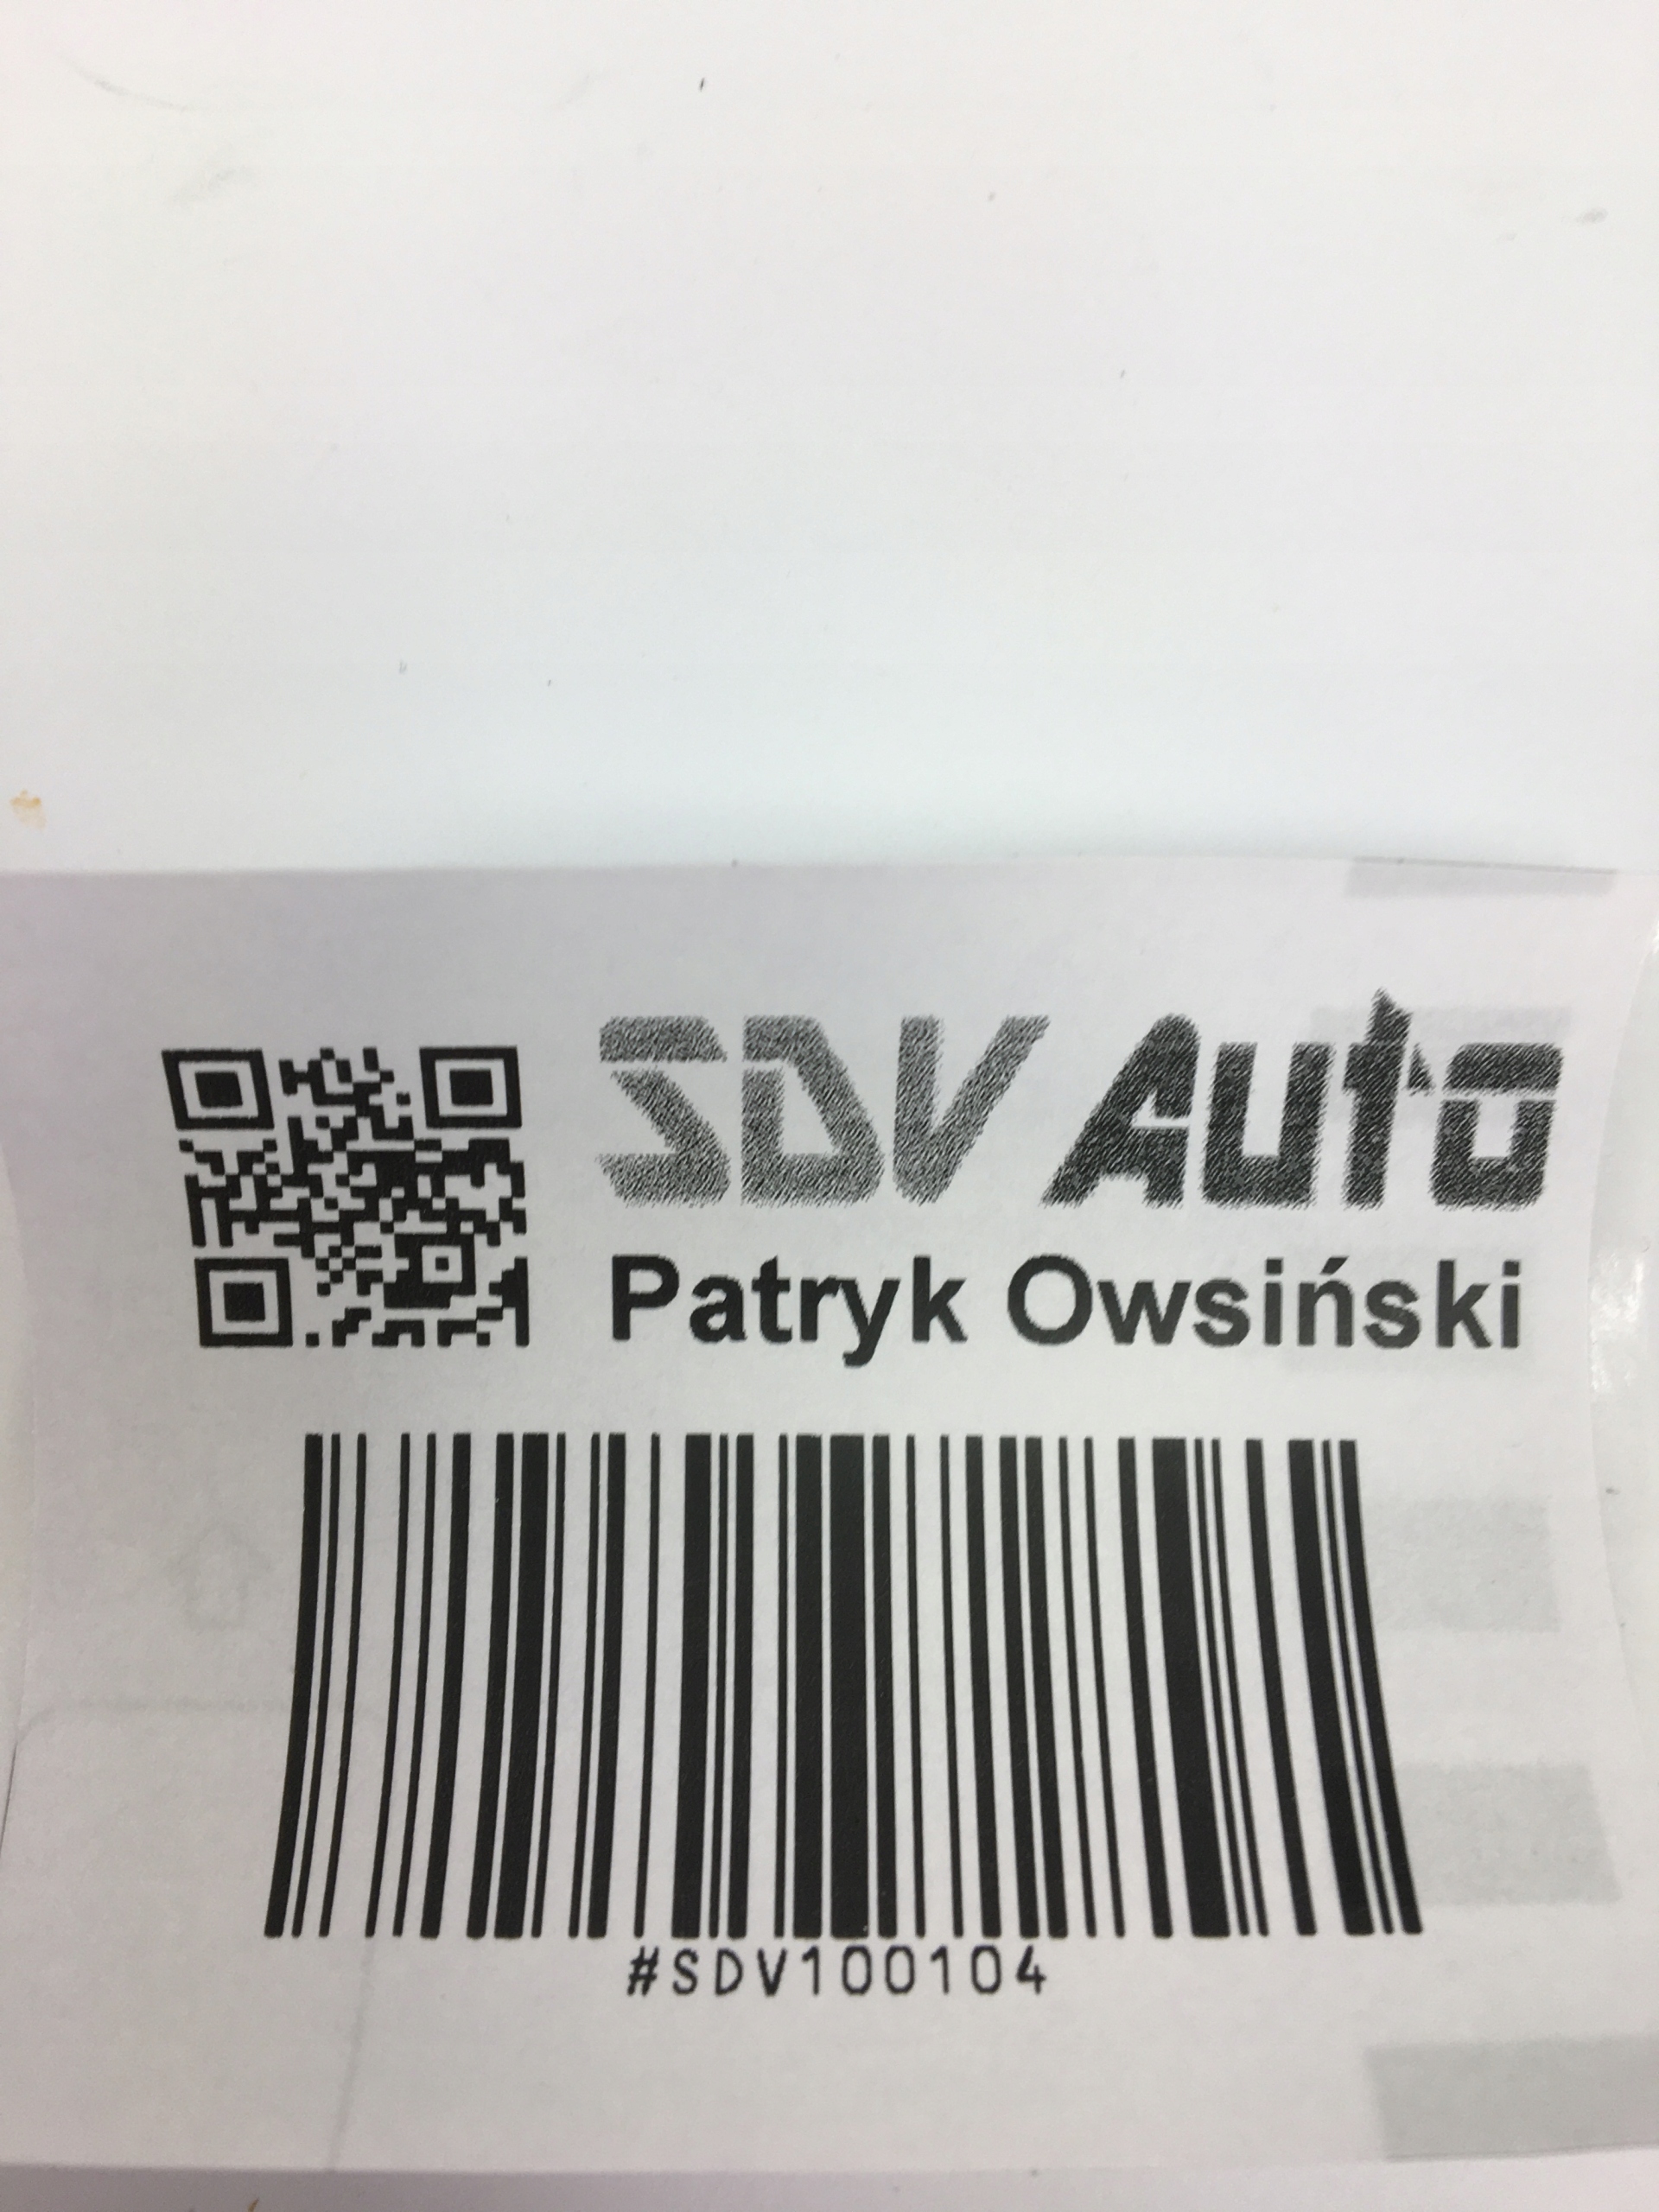 SDV Auto
Patryk Owsiński
#SDV100104